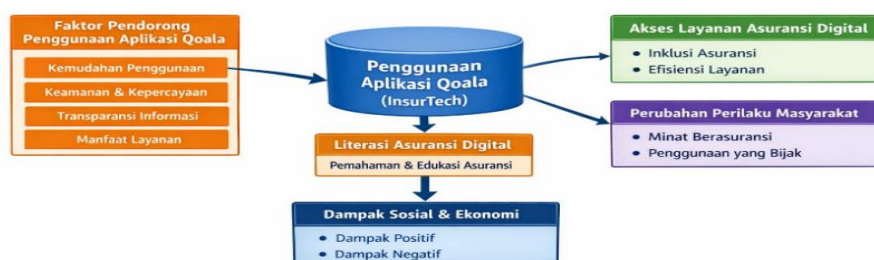 Faktor Pendorong
Penggunaan Aplikasi Qoala
Kemudahan Penggunaan
Keamanan & Kepercayaan
Transparansi Informasi
Manfaat Layanan
Penggunaan
Aplikasi Qoala
(InsurTech)
Akses Layanan Asuransi Digital
• Inklusi Asuransi
• Efisiensi Layanan
Perubahan Perilaku Masyarakat
• Minat Berasuransi
• Penggunaan yang Bijak
Literasi Asuransi Digital
Pemahaman & Edukasi Asuransi
Dampak Sosial & Ekonomi
• Dampak Positif
• Dampak Negatif